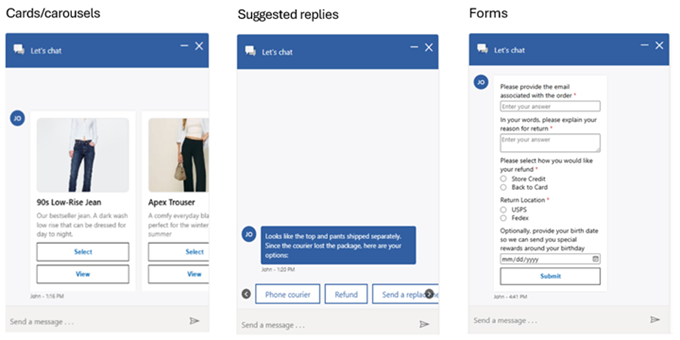 Cards/carousels
Let's chat
JO
90s Low-Rise Jean
Our bestseller jean. A dark wash
low rise that can be dressed for
day to night.
Select
View
Apex Trouser
A comfy everyday bla
perfect for the winter
summer
Select
View
John - 1:16 PM
Send a message . . .
Suggested replies
Let's chat
JO
Looks like the top and pants shipped separately.
Since the courier lost the package, here are your
options:
John - 1:20 PM
Phone courier
Refund
Send a replaceme
Send a message . . .
Forms
Let's chat
JO
Please provide the email
associated with the order *
Enter your answer
In your words, please explain your
reason for return *
Enter your answer
Please select how you would like
your refund *
Store Credit
Back to Card
Return Location *
USPS
Fedex
Optionally, provide your birth date
so we can send you special
rewards around your birthday
mm/dd/yyyy
Submit
John - 4:41 PM
Send a message . . .